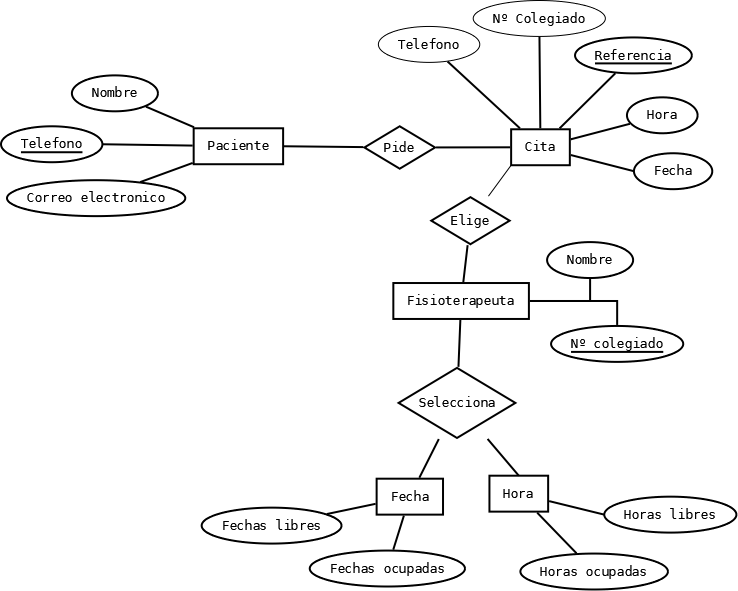 Nº Colegiado
Telefono
Referencia
Nombre
Hora
Telefono
Paciente
Pide
Cita
Fecha
Correo electronico
Elige
Nombre
Fisioterapeuta
Nº colegiado
Selecciona
Fecha
Hora
Fechas libres
Horas libres
Fechas ocupadas
Horas ocupadas